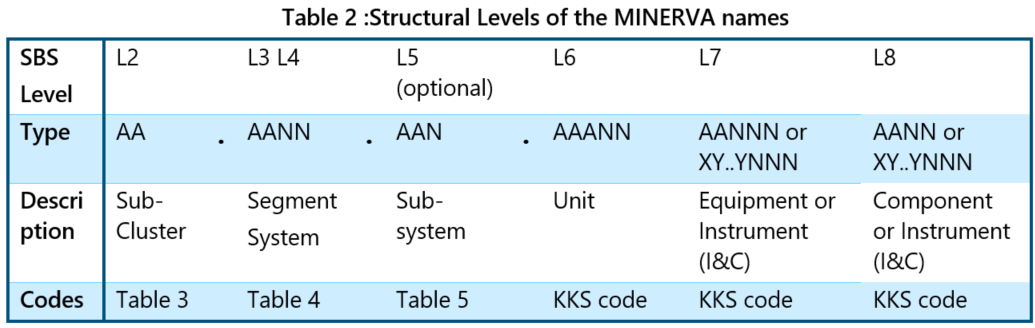 Table 2 :Structural Levels of the MINERVA names
SBS Level L2 L3 L4 L5 (optional) L6 L7 L8
Type AA . AANN . AAN . AAANN AANNN or XY..YNNN AANN or XY..YNNN
Descri ption Sub-Cluster Segment System Sub-system Unit Equipment or Instrument (I&C) Component or Instrument (I&C)
Codes Table 3 Table 4 Table 5 KKS code KKS code KKS code